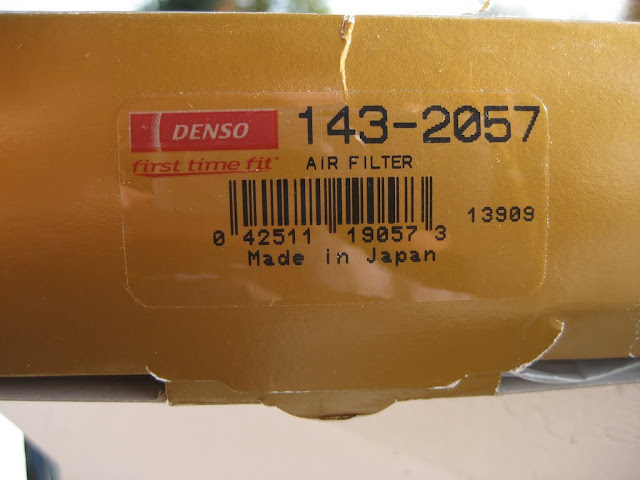 DENSO 143-2057
first time fit AIR FILTER
13909
0 42511 19057 3
Made in Japan